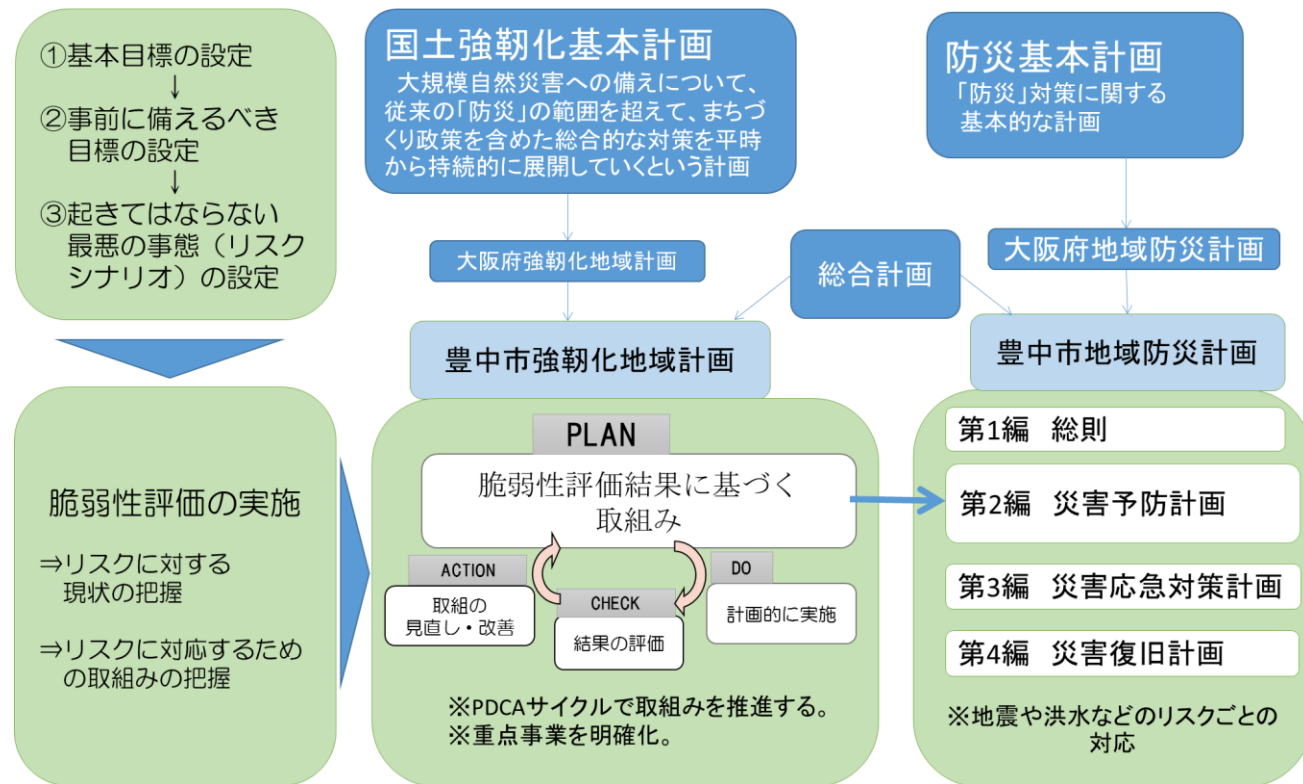 ①基本目標の設定
↓
②事前に備えるべき
目標の設定
↓
③起きてはならない
最悪の事態（リスク
シナリオ）の設定
脆弱性評価の実施
⇒リスクに対する
現状の把握
⇒リスクに対応するため
の取組みの把握
国土強靭化基本計画
大規模自然災害への備えについて、
従来の「防災」の範囲を超えて、まちづ
くり政策を含めた総合的な対策を平時
から持続的に展開していくという計画
防災基本計画
「防災」対策に関する
基本的な計画
大阪府強靭化地域計画
総合計画
大阪府地域防災計画
豊中市強靭化地域計画
豊中市地域防災計画
PLAN
脆弱性評価結果に基づく
取組み
ACTION
取組の
見直し・改善
CHECK
結果の評価
DO
計画的に実施
※PDCAサイクルで取組みを推進する。
※重点事業を明確化。
第1編 総則
第2編 災害予防計画
第3編 災害応急対策計画
第4編 災害復旧計画
※地震や洪水などのリスクごとの
対応